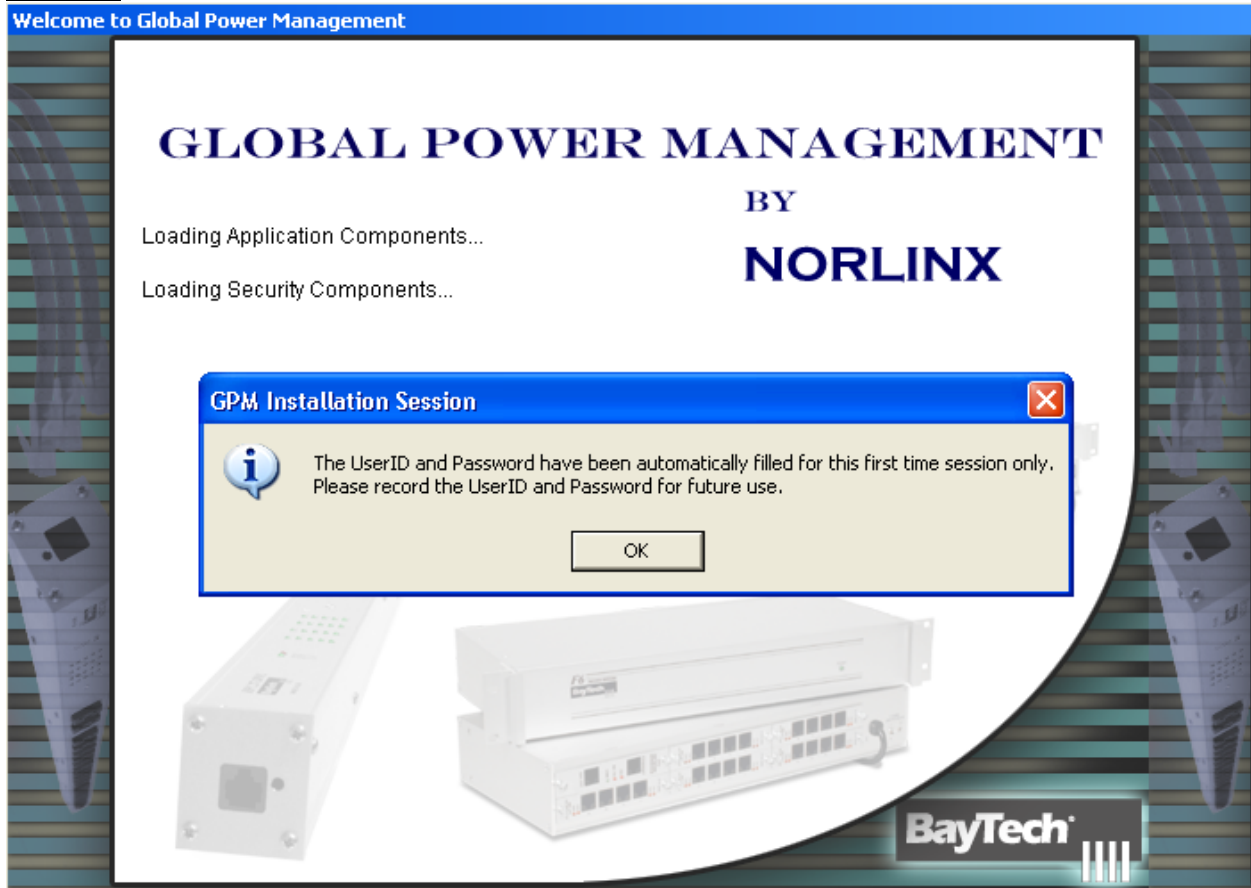 Welcome to Global Power Management
GLOBAL POWER MANAGEMENT
BY
NORLINX
Loading Application Components...
Loading Security Components...
GPM Installation Session
The UserID and Password have been automatically filled for this first time session only.
Please record the UserID and Password for future use.
OK
BayTech